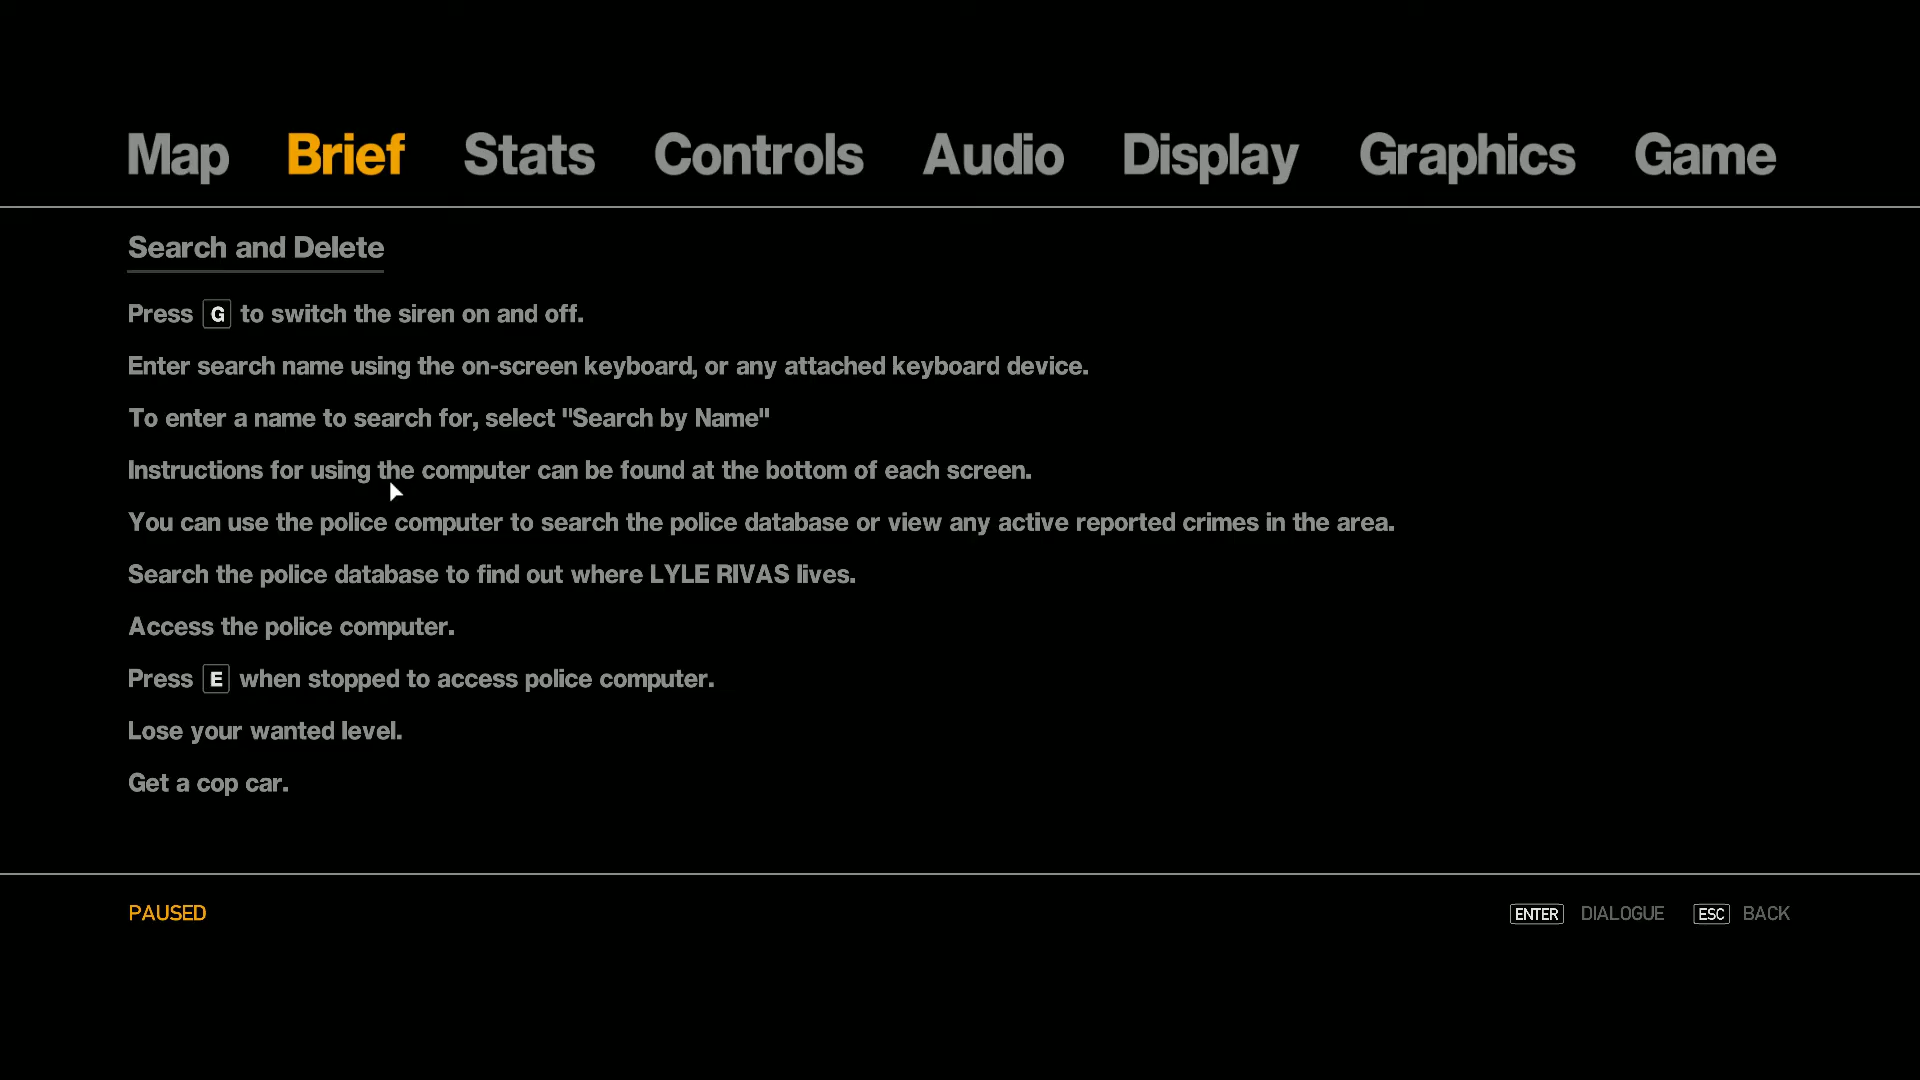 Map Brief Stats Controls Audio Display Graphics Game
Search and Delete
Press G to switch the siren on and off.
Enter search name using the on-screen keyboard, or any attached keyboard device.
To enter a name to search for, select "Search by Name"
Instructions for using the computer can be found at the bottom of each screen.
You can use the police computer to search the police database or view any active reported crimes in the area.
Search the police database to find out where LYLE RIVAS lives.
Access the police computer.
Press E when stopped to access police computer.
Lose your wanted level.
Get a cop car.
PAUSED ENTER DIALOGUE ESC BACK